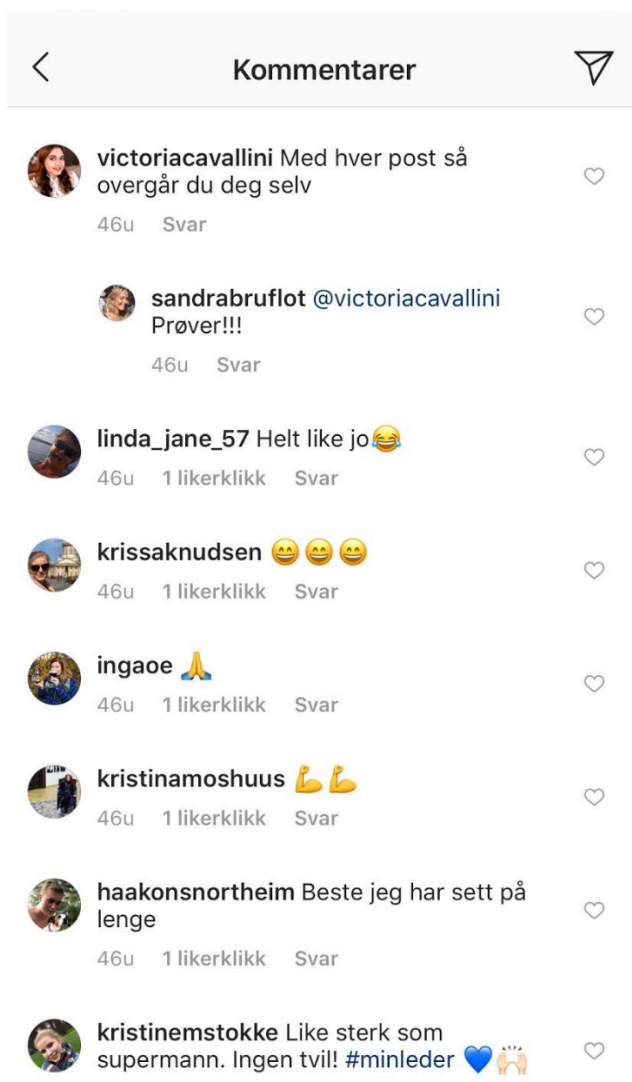 Kommentarer
victoriacavallini Med hver post så
overgår du deg selv
46u Svar
sandrabruflot @victoriacavallini
Prøver!!!
46u Svar
linda_jane_57 Helt like jo😂
46u 1 likerklikk Svar
krissaknudsen 😄😄😄
46u 1 likerklikk Svar
ingaoe 🙏
46u 1 likerklikk Svar
kristinamoshuus 💪💪
46u 1 likerklikk Svar
haakonsnortheim Beste jeg har sett på
lenge
46u 1 likerklikk Svar
kristinemstokke Like sterk som
supermann. Ingen tvil! #minleder 💙🙌🏻